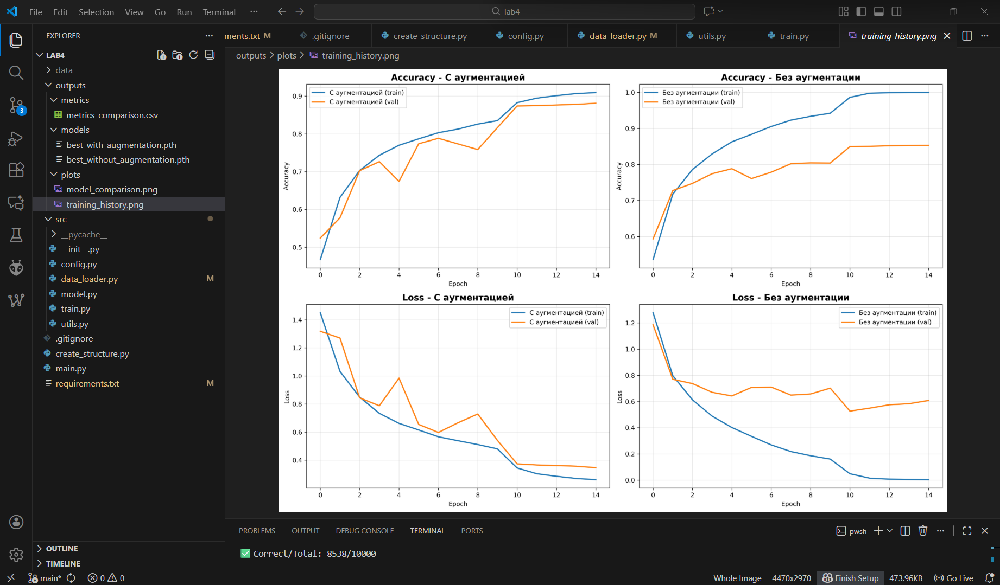 File Edit Selection View Go Run Terminal ··· lab4
EXPLORER ···
ments.txt M .gitignore create_structure.py config.py data_loader.py M utils.py train.py training_history.png ···
outputs > plots > training_history.png
LAB4
data
outputs
metrics
metrics_comparison.csv
models
best_with_augmentation.pth
best_without_augmentation.pth
plots
model_comparison.png
training_history.png
src
__pycache__
__init__.py
config.py
data_loader.py M
model.py
train.py
utils.py
.gitignore
create_structure.py
main.py
requirements.txt M
3
OUTLINE
TIMELINE
Accuracy - С аугментацией
С аугментацией (train)
С аугментацией (val)
0.9
0.8
0.7
0.6
0.5
Accuracy
0 2 4 6 8 10 12 14
Epoch
Accuracy - Без аугментации
Без аугментации (train)
Без аугментации (val)
1.0
0.9
0.8
0.7
0.6
Accuracy
0 2 4 6 8 10 12 14
Epoch
Loss - С аугментацией
С аугментацией (train)
С аугментацией (val)
1.4
1.2
1.0
0.8
0.6
0.4
Loss
0 2 4 6 8 10 12 14
Epoch
Loss - Без аугментации
Без аугментации (train)
Без аугментации (val)
1.2
1.0
0.8
0.6
0.4
0.2
0.0
Loss
0 2 4 6 8 10 12 14
Epoch
PROBLEMS OUTPUT DEBUG CONSOLE TERMINAL PORTS pwsh ···
Correct/Total: 8538/10000
main* 0 0 Whole Image 4470x2970 Finish Setup 473.96KB Go Live